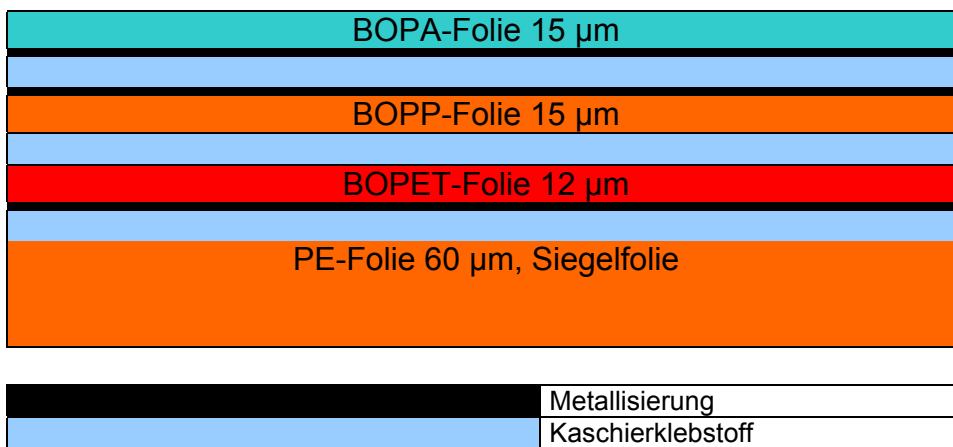 BOPA-Folie 15 µm
BOPP-Folie 15 µm
BOPET-Folie 12 µm
PE-Folie 60 µm, Siegelfolie
Metallisierung
Kaschierklebstoff